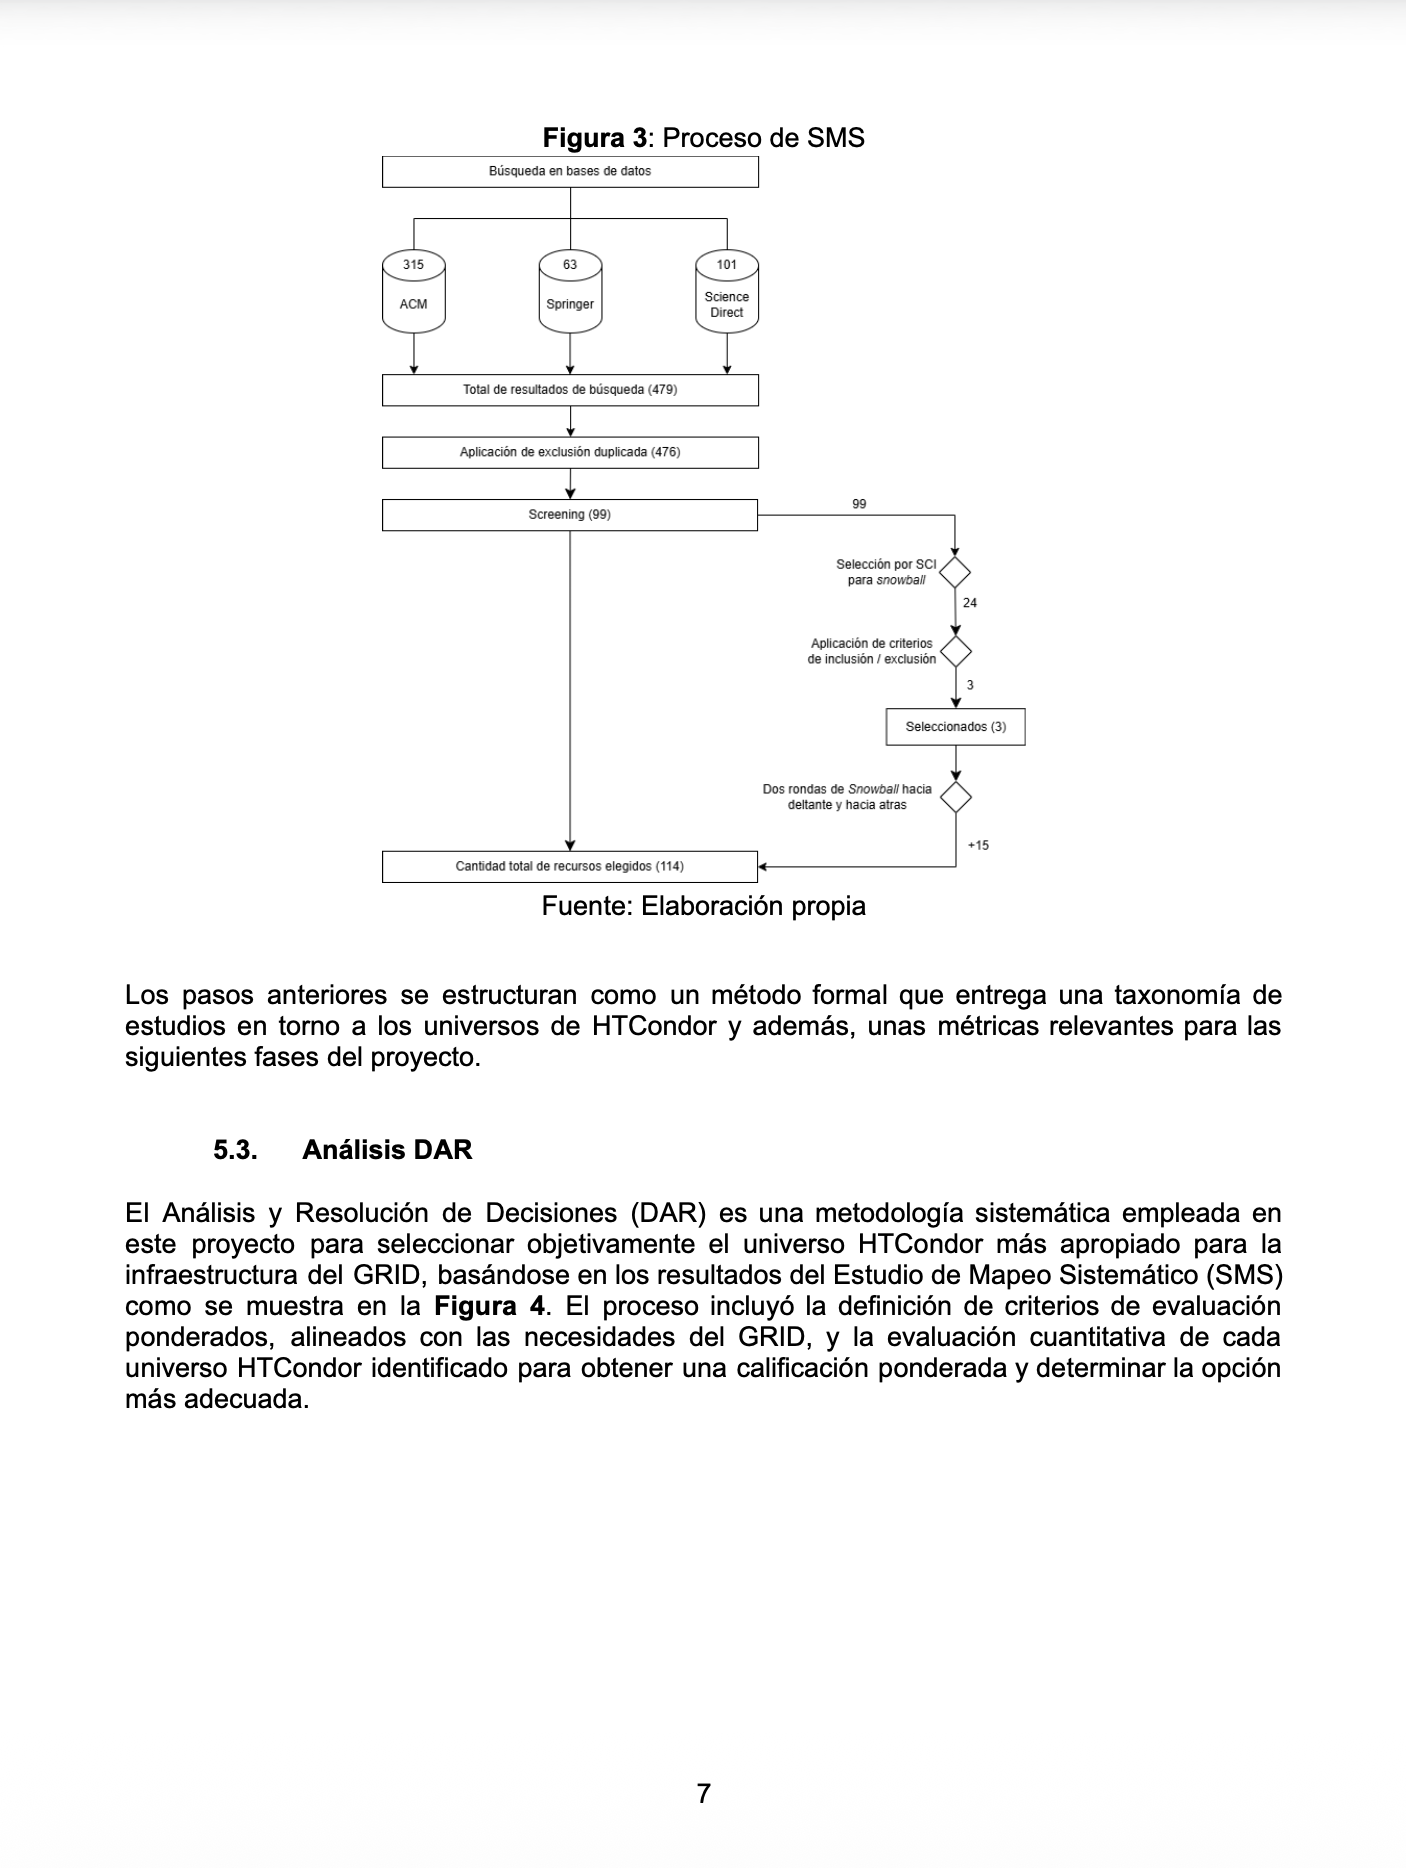 Figura 3: Proceso de SMS
Búsqueda en bases de datos
315
ACM
63
Springer
101
Science
Direct
Total de resultados de búsqueda (479)
Aplicación de exclusión duplicada (476)
Screening (99)
99
Selección por SCI
para snowball
24
Aplicación de criterios
de inclusión / exclusión
3
Seleccionados (3)
Dos rondas de Snowball hacia
deltante y hacia atras
+15
Cantidad total de recursos elegidos (114)
Fuente: Elaboración propia
Los pasos anteriores se estructuran como un método formal que entrega una taxonomía de
estudios en torno a los universos de HTCondor y además, unas métricas relevantes para las
siguientes fases del proyecto.
5.3. Análisis DAR
El Análisis y Resolución de Decisiones (DAR) es una metodología sistemática empleada en
este proyecto para seleccionar objetivamente el universo HTCondor más apropiado para la
infraestructura del GRID, basándose en los resultados del Estudio de Mapeo Sistemático (SMS)
como se muestra en la Figura 4. El proceso incluyó la definición de criterios de evaluación
ponderados, alineados con las necesidades del GRID, y la evaluación cuantitativa de cada
universo HTCondor identificado para obtener una calificación ponderada y determinar la opción
más adecuada.
7